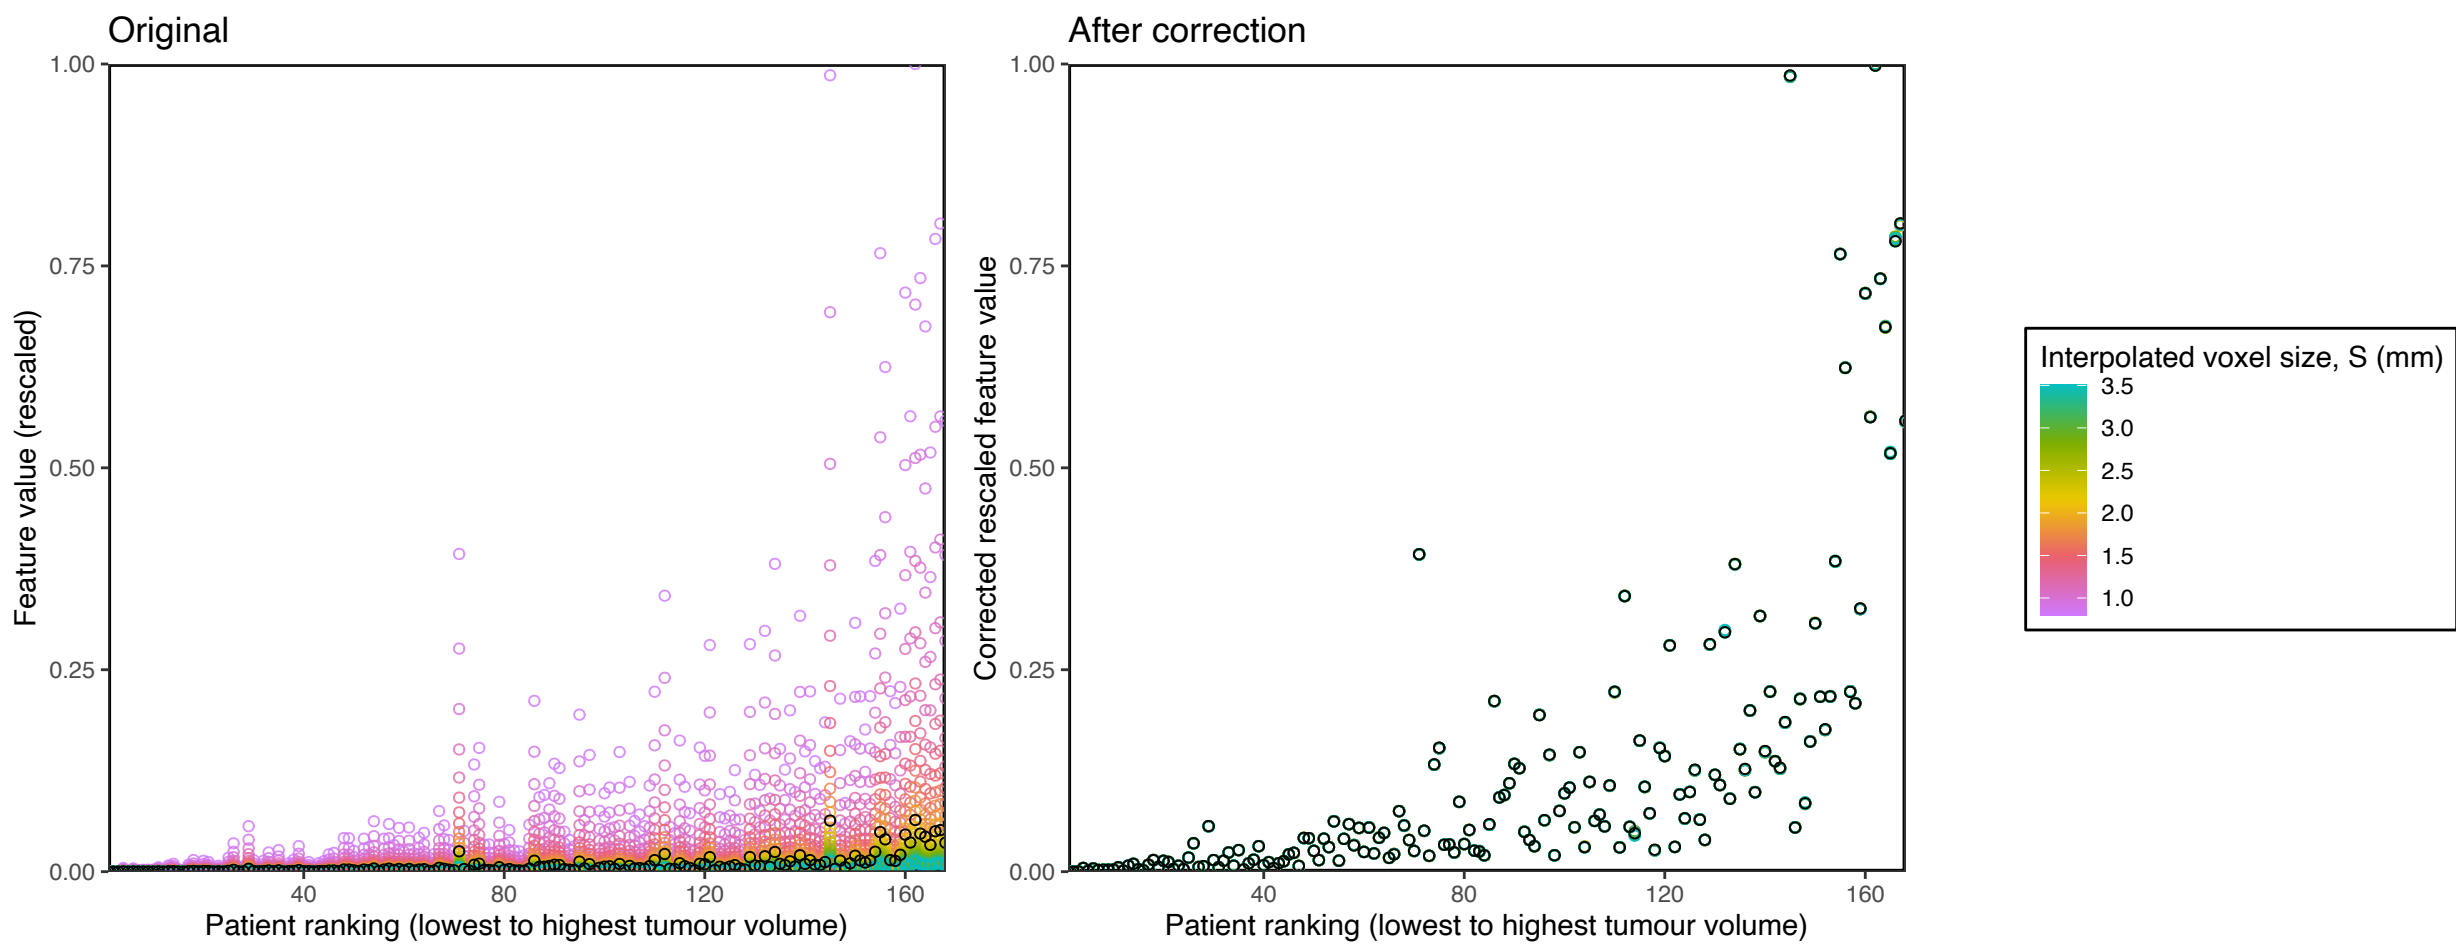 Original
1.00
0.75
0.50
0.25
0.00
Feature value (rescaled)
40 80 120 160
Patient ranking (lowest to highest tumour volume)
After correction
1.00
0.75
0.50
0.25
0.00
Corrected rescaled feature value
40 80 120 160
Patient ranking (lowest to highest tumour volume)
Interpolated voxel size, S (mm)
3.5
3.0
2.5
2.0
1.5
1.0